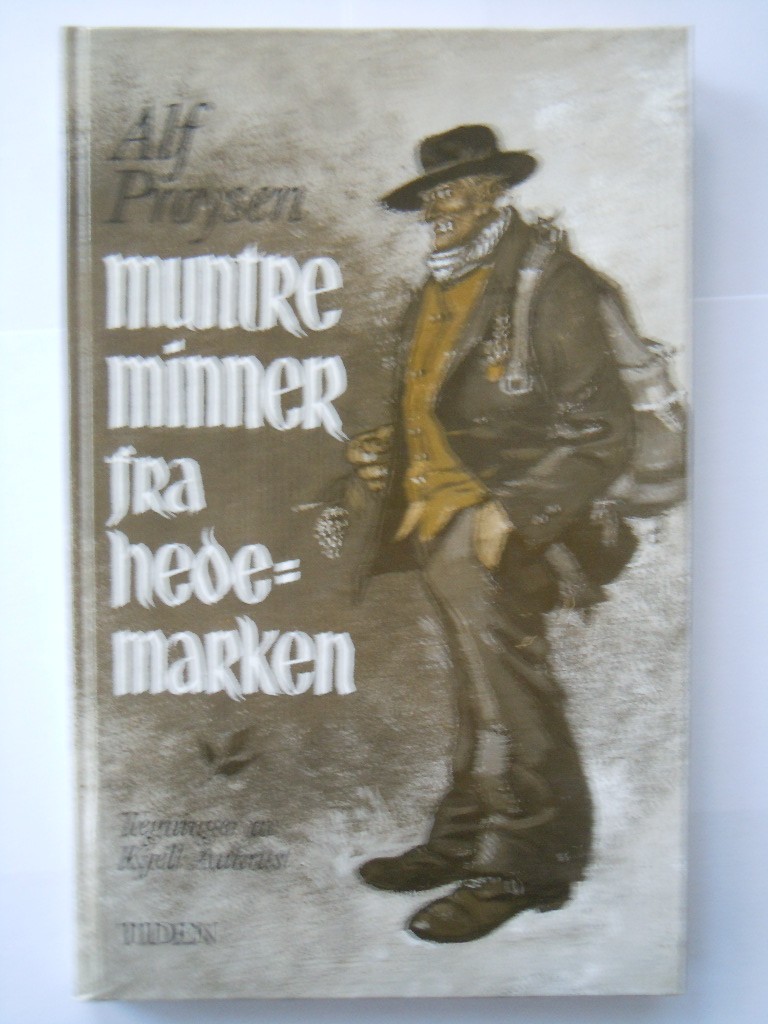 Alf
Prøysen
muntre
minner
fra
hede=
marken
Tegninger av
Kjell Aukrust
TIDEN